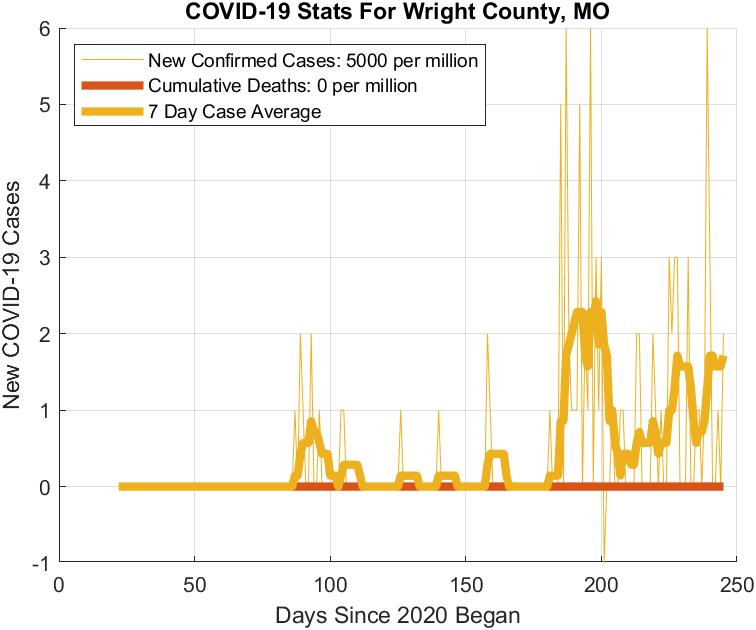 COVID-19 Stats For Wright County, MO
New Confirmed Cases: 5000 per million
Cumulative Deaths: 0 per million
7 Day Case Average
New COVID-19 Cases
6
5
4
3
2
1
0
-1
0 50 100 150 200 250
Days Since 2020 Began